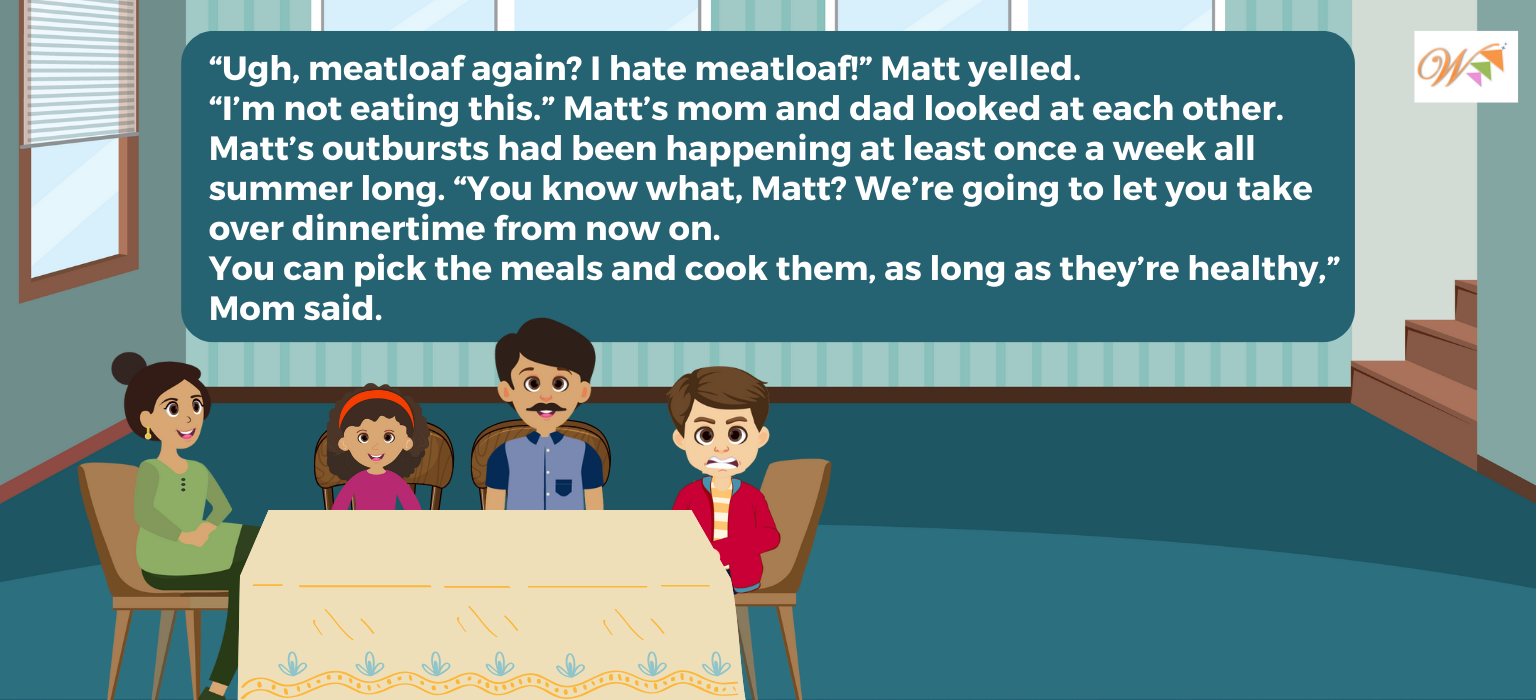 “Ugh, meatloaf again? I hate meatloaf!” Matt yelled.
“I’m not eating this.” Matt’s mom and dad looked at each other.
Matt’s outbursts had been happening at least once a week all
summer long. “You know what, Matt? We’re going to let you take
over dinnertime from now on.
You can pick the meals and cook them, as long as they’re healthy,”
Mom said.
W